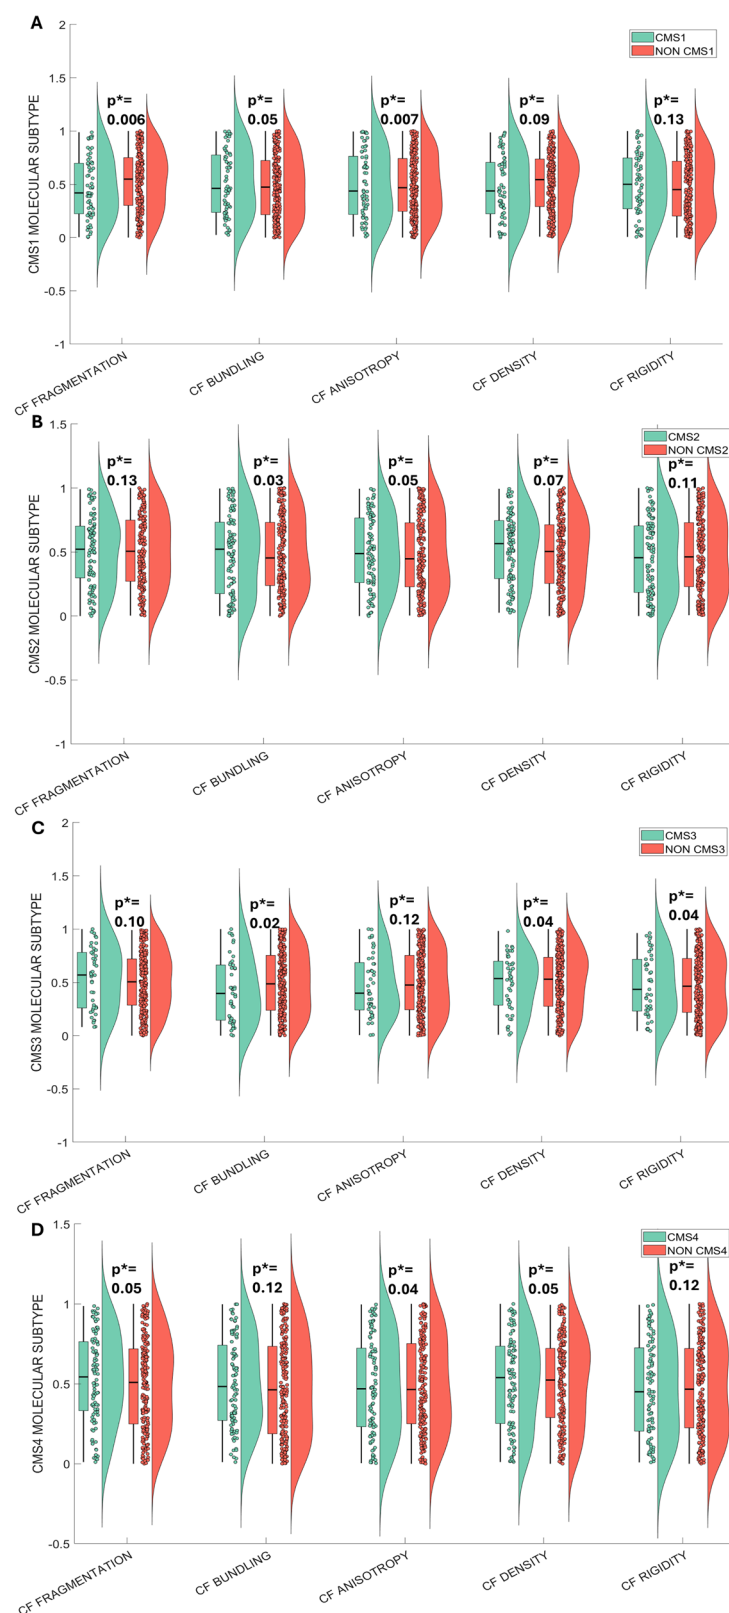 A
CMS1
NON CMS1
p*=
0.006
p*=
0.05
p*=
0.007
p*=
0.09
p*=
0.13
2
1.5
1
0.5
0
-0.5
-1
CMS1 MOLECULAR SUBTYPE
CF FRAGMENTATION
CF BUNDLING
CF ANISOTROPY
CF DENSITY
CF RIGIDITY
B
CMS2
NON CMS2
p*=
0.13
p*=
0.03
p*=
0.05
p*=
0.07
p*=
0.11
1.5
1
0.5
0
-0.5
-1
CMS2 MOLECULAR SUBTYPE
CF FRAGMENTATION
CF BUNDLING
CF ANISOTROPY
CF DENSITY
CF RIGIDITY
C
CMS3
NON CMS3
p*=
0.10
p*=
0.02
p*=
0.12
p*=
0.04
p*=
0.04
2
1.5
1
0.5
0
-0.5
-1
CMS3 MOLECULAR SUBTYPE
CF FRAGMENTATION
CF BUNDLING
CF ANISOTROPY
CF DENSITY
CF RIGIDITY
D
CMS4
NON CMS4
p*=
0.05
p*=
0.12
p*=
0.04
p*=
0.05
p*=
0.12
1.5
1
0.5
0
-0.5
CMS4 MOLECULAR SUBTYPE
CF FRAGMENTATION
CF BUNDLING
CF ANISOTROPY
CF DENSITY
CF RIGIDITY